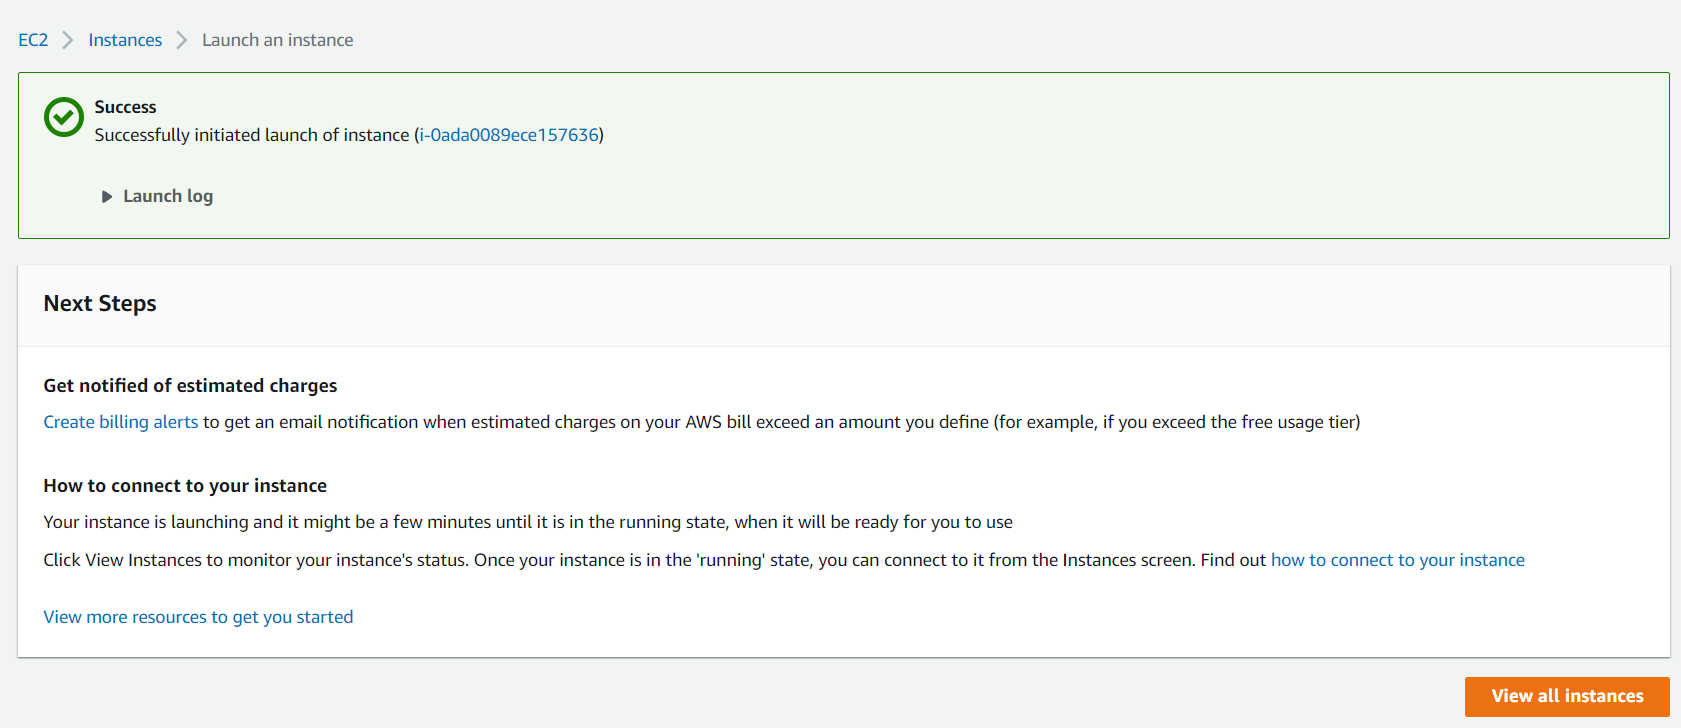 EC2 Instances Launch an instance
Success
Successfully initiated launch of instance (i-0ada0089ece157636)
Launch log
Next Steps
Get notified of estimated charges
Create billing alerts to get an email notification when estimated charges on your AWS bill exceed an amount you define (for example, if you exceed the free usage tier)
How to connect to your instance
Your instance is launching and it might be a few minutes until it is in the running state, when it will be ready for you to use
Click View Instances to monitor your instance's status. Once your instance is in the 'running' state, you can connect to it from the Instances screen. Find out how to connect to your instance
View more resources to get you started
View all instances